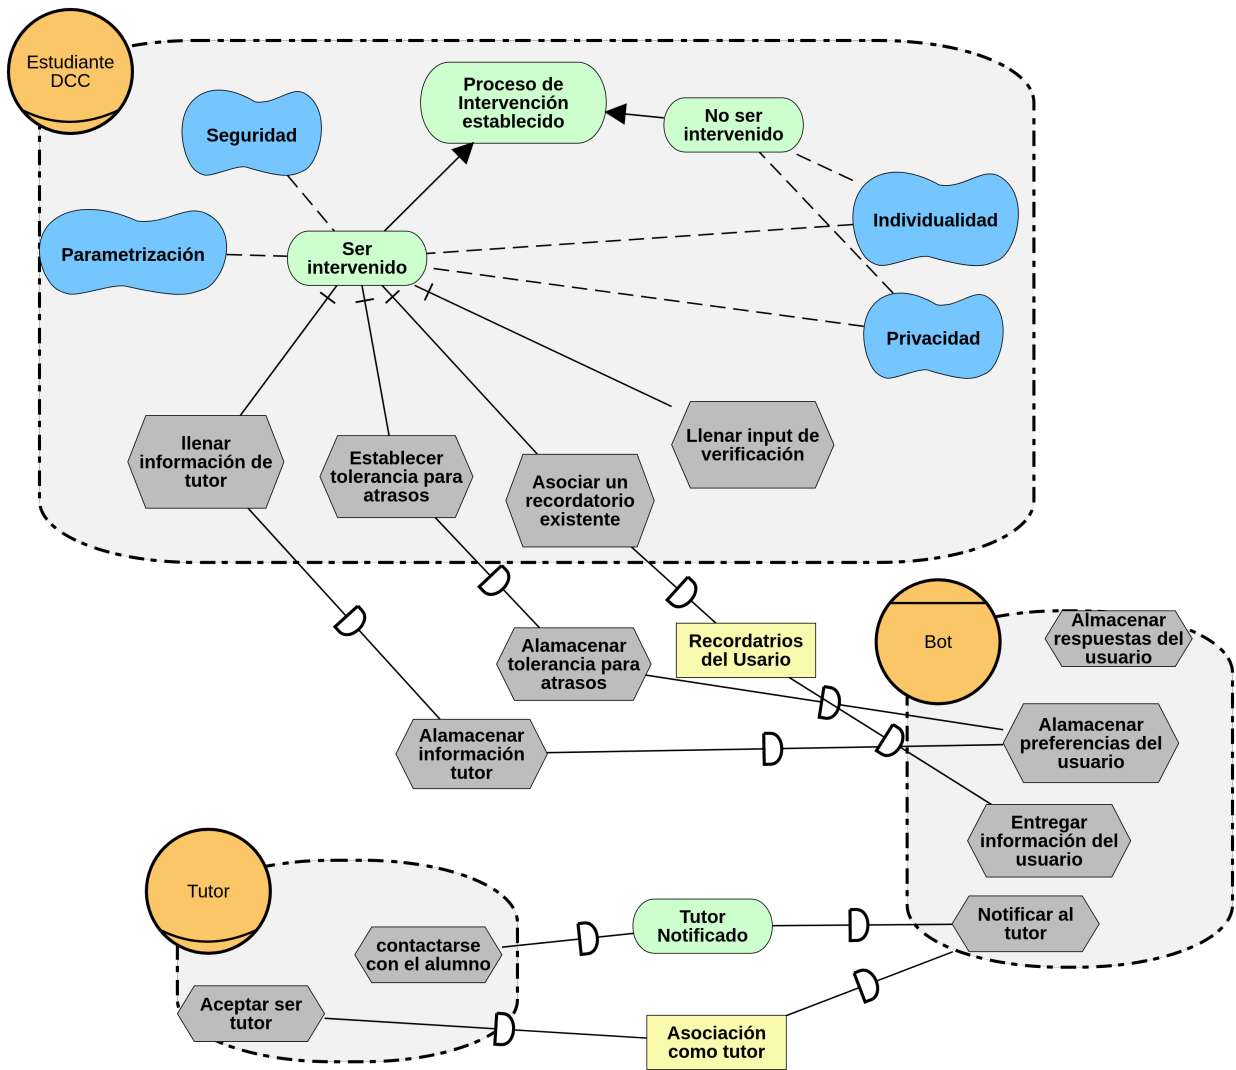 Estudiante
DCC
Proceso de
Intervención
establecido
No ser
intervenido
Seguridad
Individualidad
Parametrización
Ser
intervenido
Privacidad
llenar
información de
tutor
Establecer
tolerancia para
atrasos
Asociar un
recordatorio
existente
Llenar input de
verificación
Alamacenar
tolerancia para
atrasos
Recordatrios
del Usario
Bot
Almacenar
respuestas del
usuario
Alamacenar
información
tutor
Alamacenar
preferencias del
usuario
Entregar
información del
usuario
Tutor
contactarse
con el alumno
Tutor
Notificado
Notificar al
tutor
Aceptar ser
tutor
Asociación
como tutor